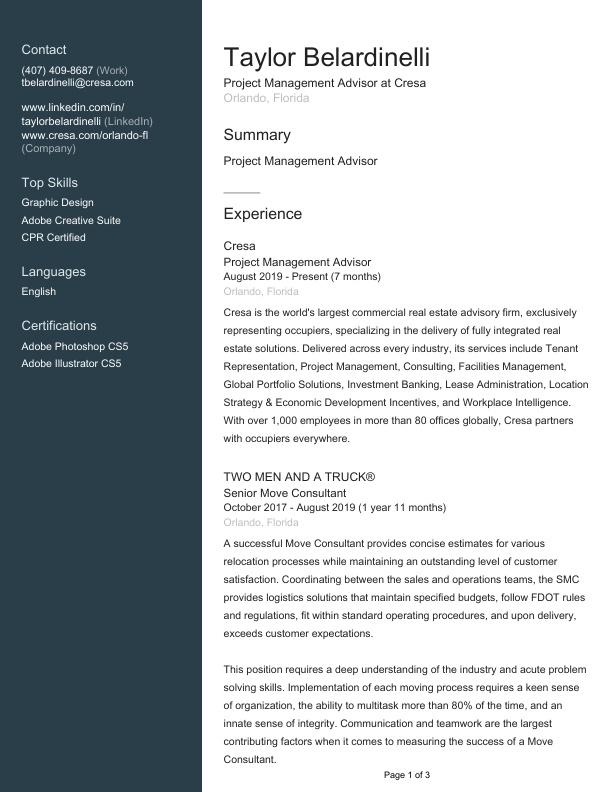 Contact
(407) 409-8687 (Work)
tbelardinelli@cresa.com
www.linkedin.com/in/
taylorbelardinelli (LinkedIn)
www.cresa.com/orlando-fl
(Company)
Top Skills
Graphic Design
Adobe Creative Suite
CPR Certified
Languages
English
Certifications
Adobe Photoshop CS5
Adobe Illustrator CS5
Taylor Belardinelli
Project Management Advisor at Cresa
Orlando, Florida
Summary
Project Management Advisor
Experience
Cresa
Project Management Advisor
August 2019 - Present (7 months)
Orlando, Florida
Cresa is the world's largest commercial real estate advisory firm, exclusively
representing occupiers, specializing in the delivery of fully integrated real
estate solutions. Delivered across every industry, its services include Tenant
Representation, Project Management, Consulting, Facilities Management,
Global Portfolio Solutions, Investment Banking, Lease Administration, Location
Strategy & Economic Development Incentives, and Workplace Intelligence.
With over 1,000 employees in more than 80 offices globally, Cresa partners
with occupiers everywhere.
TWO MEN AND A TRUCK®
Senior Move Consultant
October 2017 - August 2019 (1 year 11 months)
Orlando, Florida
A successful Move Consultant provides concise estimates for various
relocation processes while maintaining an outstanding level of customer
satisfaction. Coordinating between the sales and operations teams, the SMC
provides logistics solutions that maintain specified budgets, follow FDOT rules
and regulations, fit within standard operating procedures, and upon delivery,
exceeds customer expectations.
This position requires a deep understanding of the industry and acute problem
solving skills. Implementation of each moving process requires a keen sense
of organization, the ability to multitask more than 80% of the time, and an
innate sense of integrity. Communication and teamwork are the largest
contributing factors when it comes to measuring the success of a Move
Consultant.
Page 1 of 3